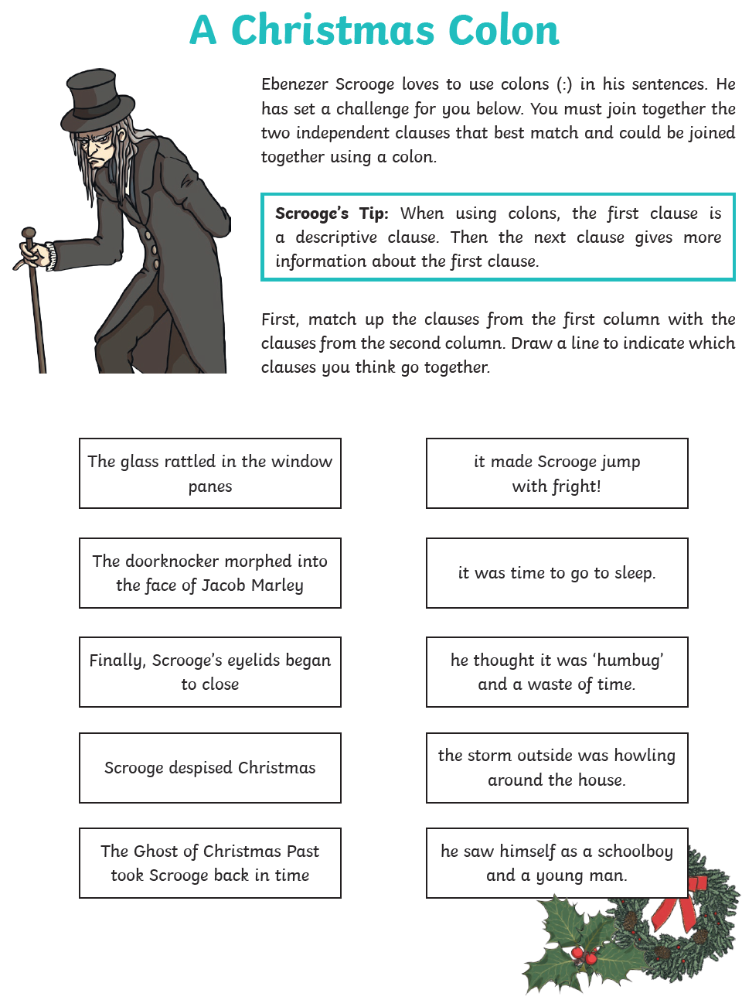 A Christmas Colon
Ebenezer Scrooge loves to use colons (:) in his sentences. He
has set a challenge for you below. You must join together the
two independent clauses that best match and could be joined
together using a colon.
Scrooge’s Tip: When using colons, the first clause is
a descriptive clause. Then the next clause gives more
information about the first clause.
First, match up the clauses from the first column with the
clauses from the second column. Draw a line to indicate which
clauses you think go together.
The glass rattled in the window
panes
it made Scrooge jump
with fright!
The doorknocker morphed into
the face of Jacob Marley
it was time to go to sleep.
Finally, Scrooge’s eyelids began
to close
he thought it was ‘humbug’
and a waste of time.
Scrooge despised Christmas
the storm outside was howling
around the house.
The Ghost of Christmas Past
took Scrooge back in time
he saw himself as a schoolboy
and a young man.